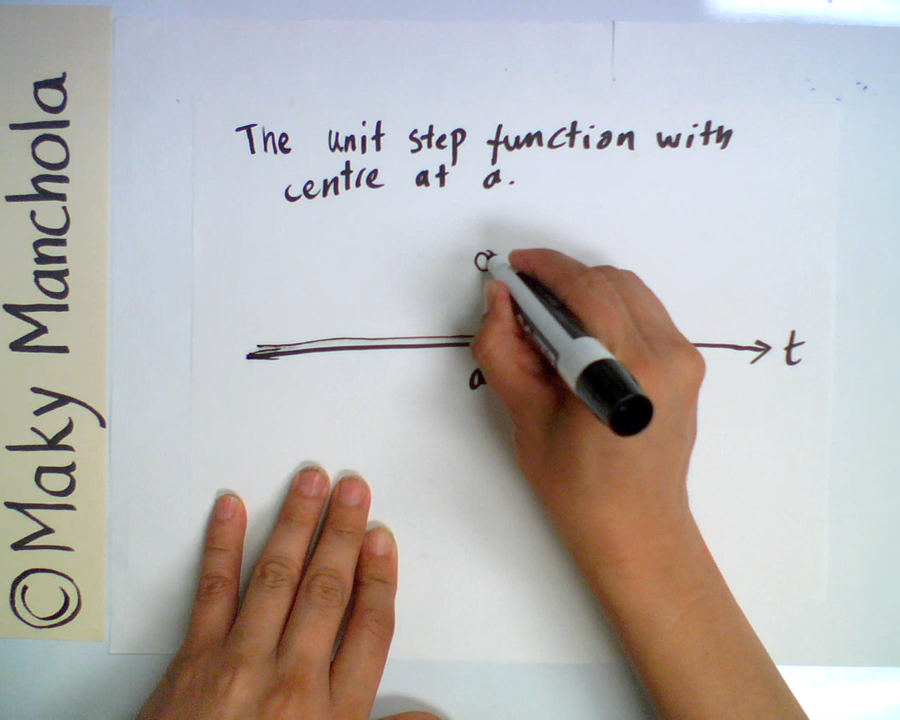 The unit step function with
centre at a.
t
a
© Maky Manchola